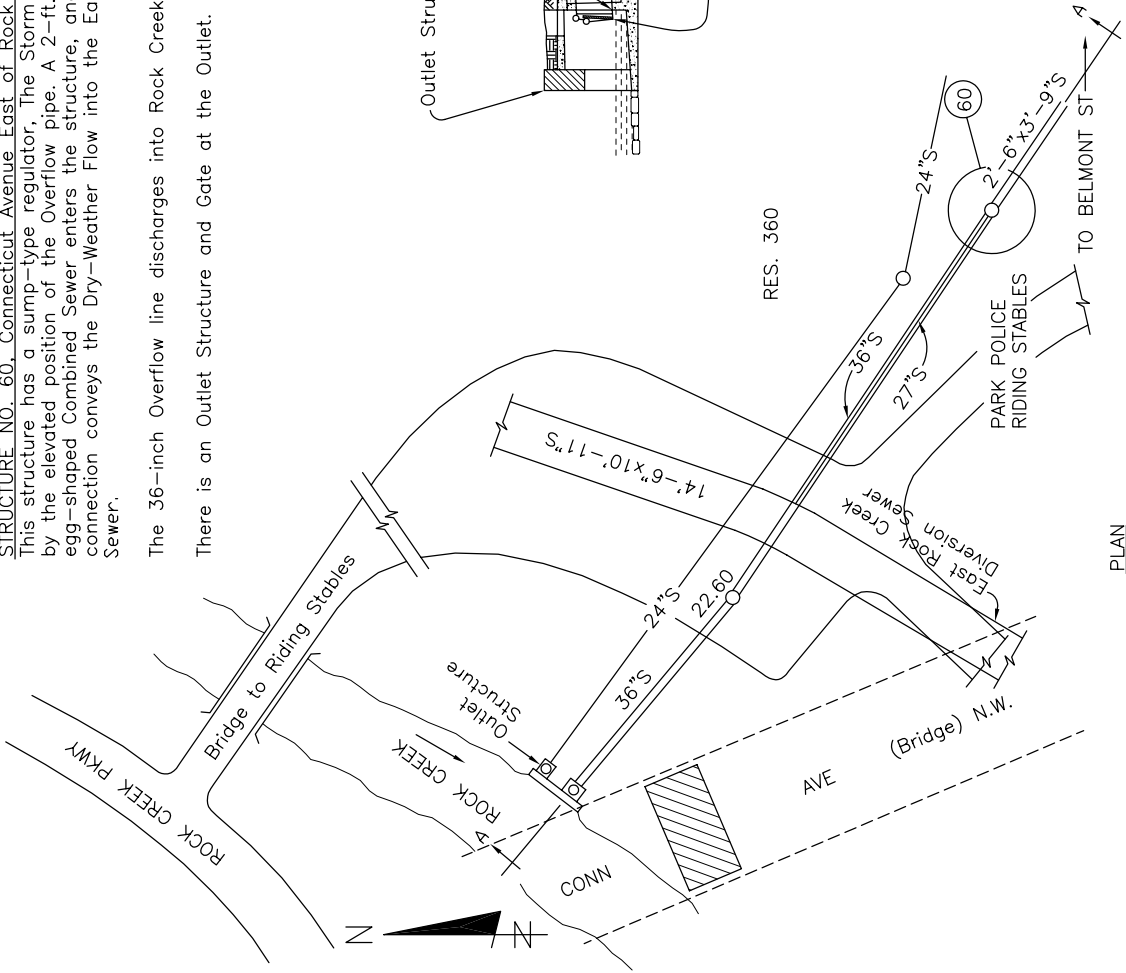 STRUCTURE NO. 60, Connecticut Avenue East of Rock
This structure has a sump-type regulator, The Storm
by the elevated position of the Overflow pipe. A 2-ft.
egg-shaped Combined Sewer enters the structure, an
connection conveys the Dry-Weather Flow into the Ea
Sewer.
The 36-inch Overflow line discharges into Rock Creek
There is an Outlet Structure and Gate at the Outlet.
Outlet Stru
ROCK CREEK PKWY
Bridge to Riding Stables
ROCK CREEK
Outlet
Structure
14'-6"x10'-11"S
24"S
36"S
22.60
24"S
36"S
27"S
60
2'-6"x3'-9"S
RES. 360
A
A
TO BELMONT ST
PARK POLICE
RIDING STABLES
East Rock Creek
Diversion Sewer
CONN
AVE
(Bridge) N.W.
N
N
PLAN